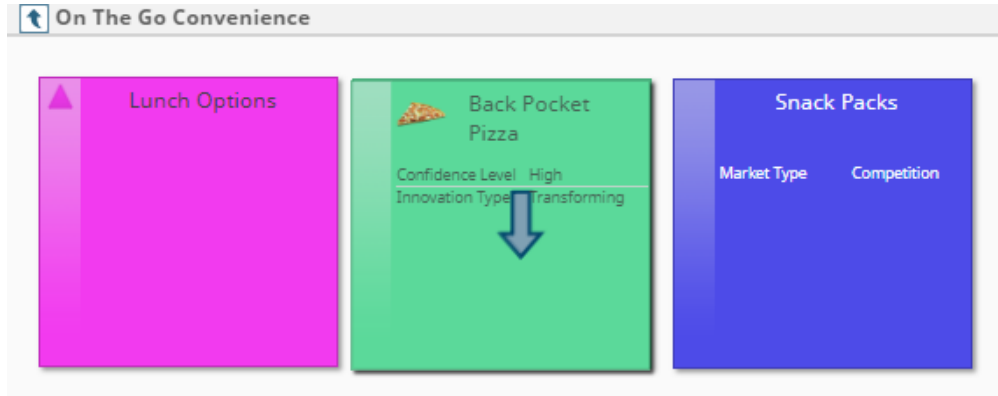 On The Go Convenience
Lunch Options
Back Pocket
Pizza
Confidence Level High
Innovation Type Transforming
Snack Packs
Market Type Competition